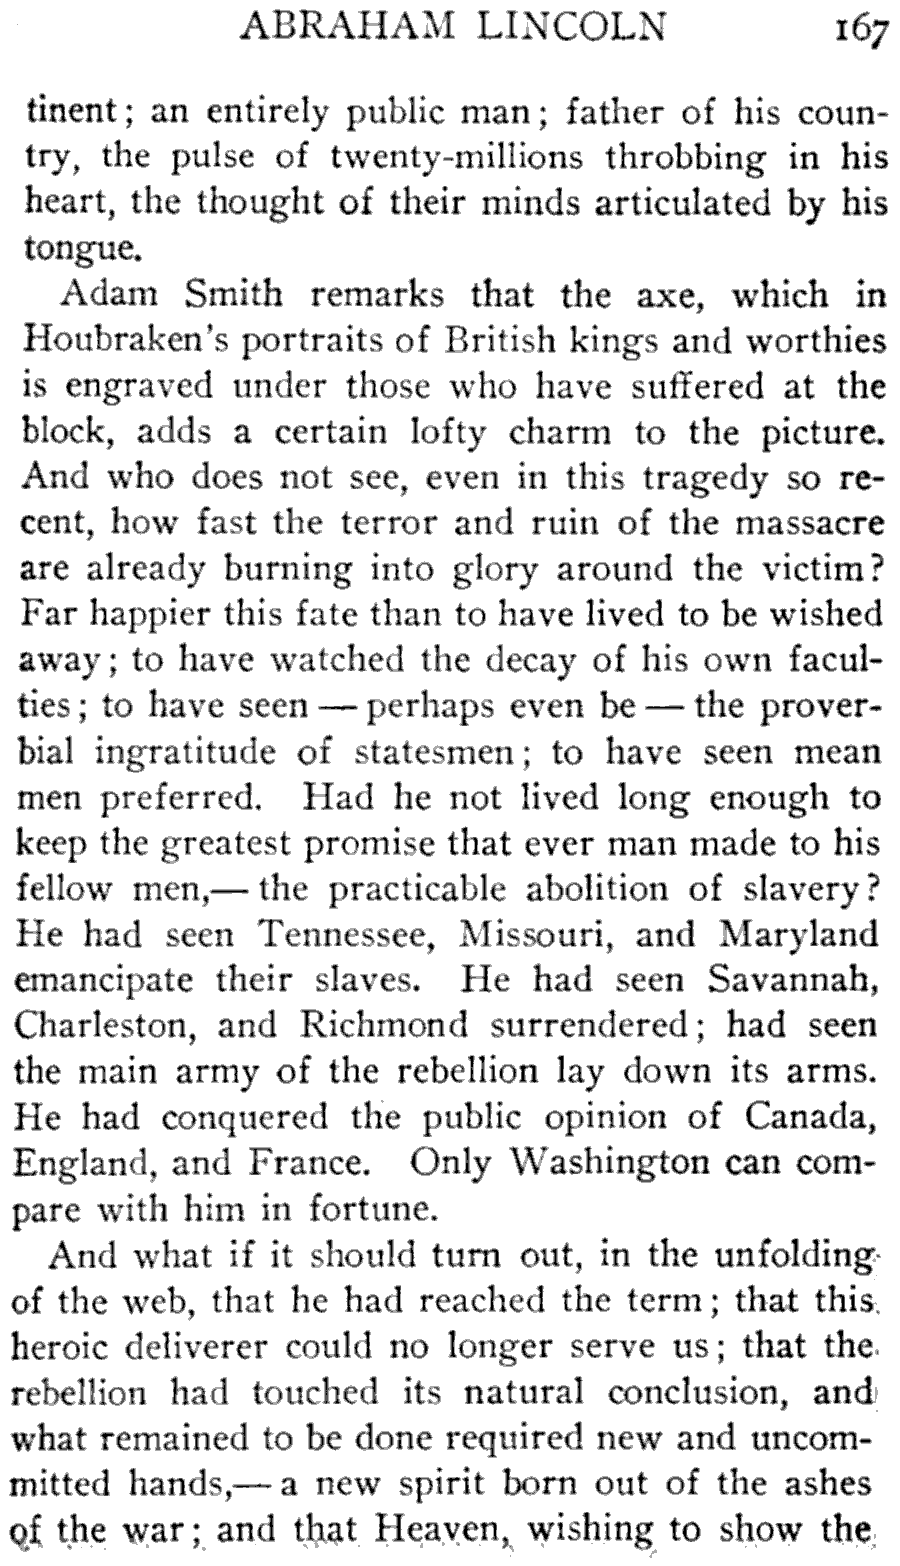 ABRAHAM LINCOLN 167
tinent; an entirely public man; father of his coun-
try, the pulse of twenty-millions throbbing in his
heart, the thought of their minds articulated by his
tongue.
Adam Smith remarks that the axe, which in
Houbraken's portraits of British kings and worthies
is engraved under those who have suffered at the
block, adds a certain lofty charm to the picture.
And who does not see, even in this tragedy so re-
cent, how fast the terror and ruin of the massacre
are already burning into glory around the victim?
Far happier this fate than to have lived to be wished
away; to have watched the decay of his own facul-
ties; to have seen — perhaps even be — the prover-
bial ingratitude of statesmen; to have seen mean
men preferred. Had he not lived long enough to
keep the greatest promise that ever man made to his
fellow men,— the practicable abolition of slavery?
He had seen Tennessee, Missouri, and Maryland
emancipate their slaves. He had seen Savannah,
Charleston, and Richmond surrendered; had seen
the main army of the rebellion lay down its arms.
He had conquered the public opinion of Canada,
England, and France. Only Washington can com-
pare with him in fortune.
And what if it should turn out, in the unfolding
of the web, that he had reached the term; that this
heroic deliverer could no longer serve us; that the
rebellion had touched its natural conclusion, and
what remained to be done required new and uncom-
mitted hands,— a new spirit born out of the ashes
of the war; and that Heaven, wishing to show the